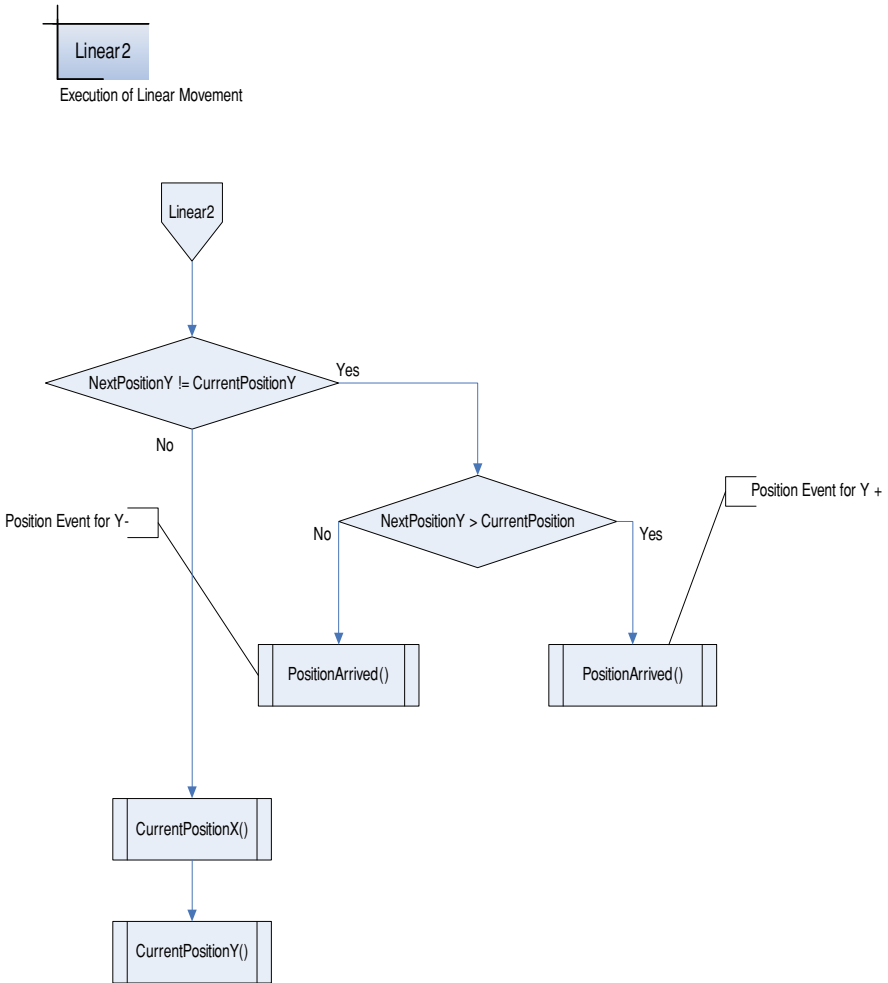 Linear2
Execution of Linear Movement
Linear2
NextPositionY != CurrentPositionY
Yes
No
Position Event for Y +
NextPositionY > CurrentPosition
Position Event for Y-
No
Yes
PositionArrived()
PositionArrived()
CurrentPositionX()
CurrentPositionY()